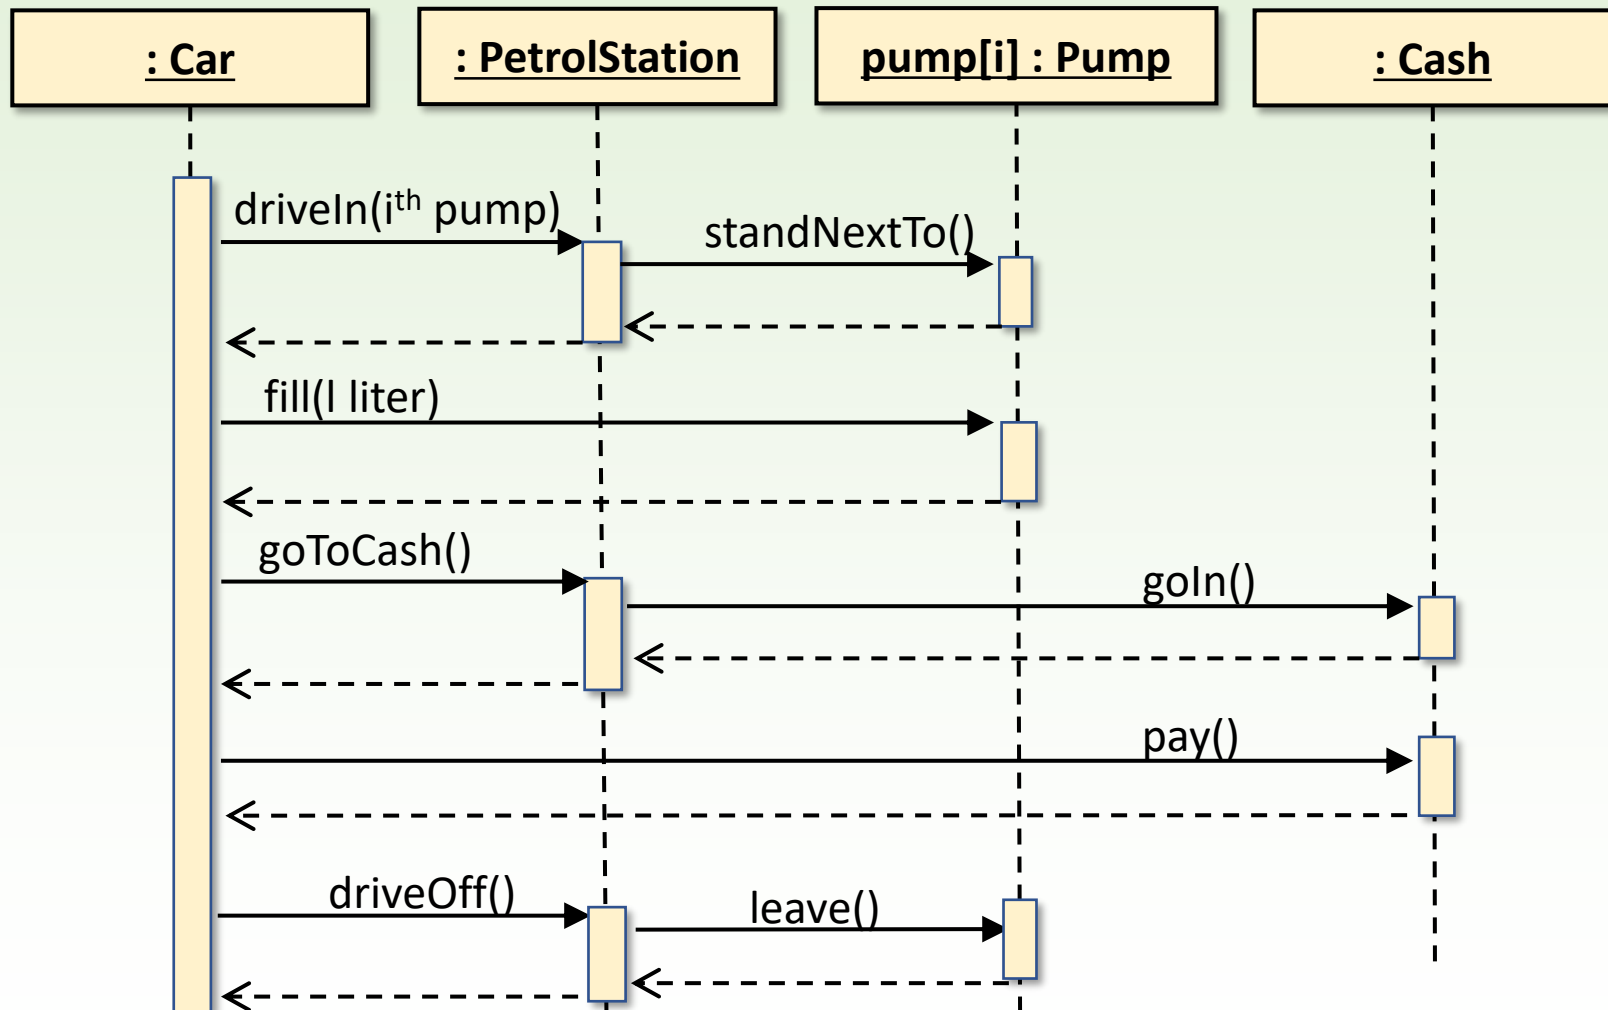 : Car
: PetrolStation
pump[i] : Pump
: Cash
driveIn(iᵗʰ pump)
standNextTo()
fill(l liter)
goToCash()
goIn()
pay()
driveOff()
leave()